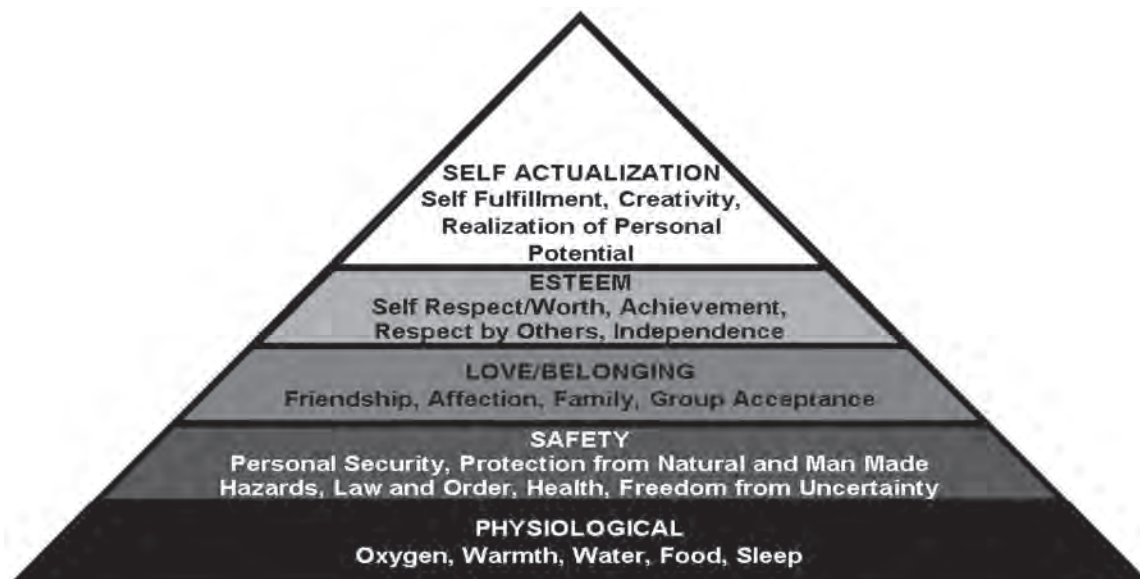 SELF ACTUALIZATION
Self Fulfillment, Creativity,
Realization of Personal
Potential
ESTEEM
Self Respect/Worth, Achievement,
Respect by Others, Independence
LOVE/BELONGING
Friendship, Affection, Family, Group Acceptance
SAFETY
Personal Security, Protection from Natural and Man Made
Hazards, Law and Order, Health, Freedom from Uncertainty
PHYSIOLOGICAL
Oxygen, Warmth, Water, Food, Sleep